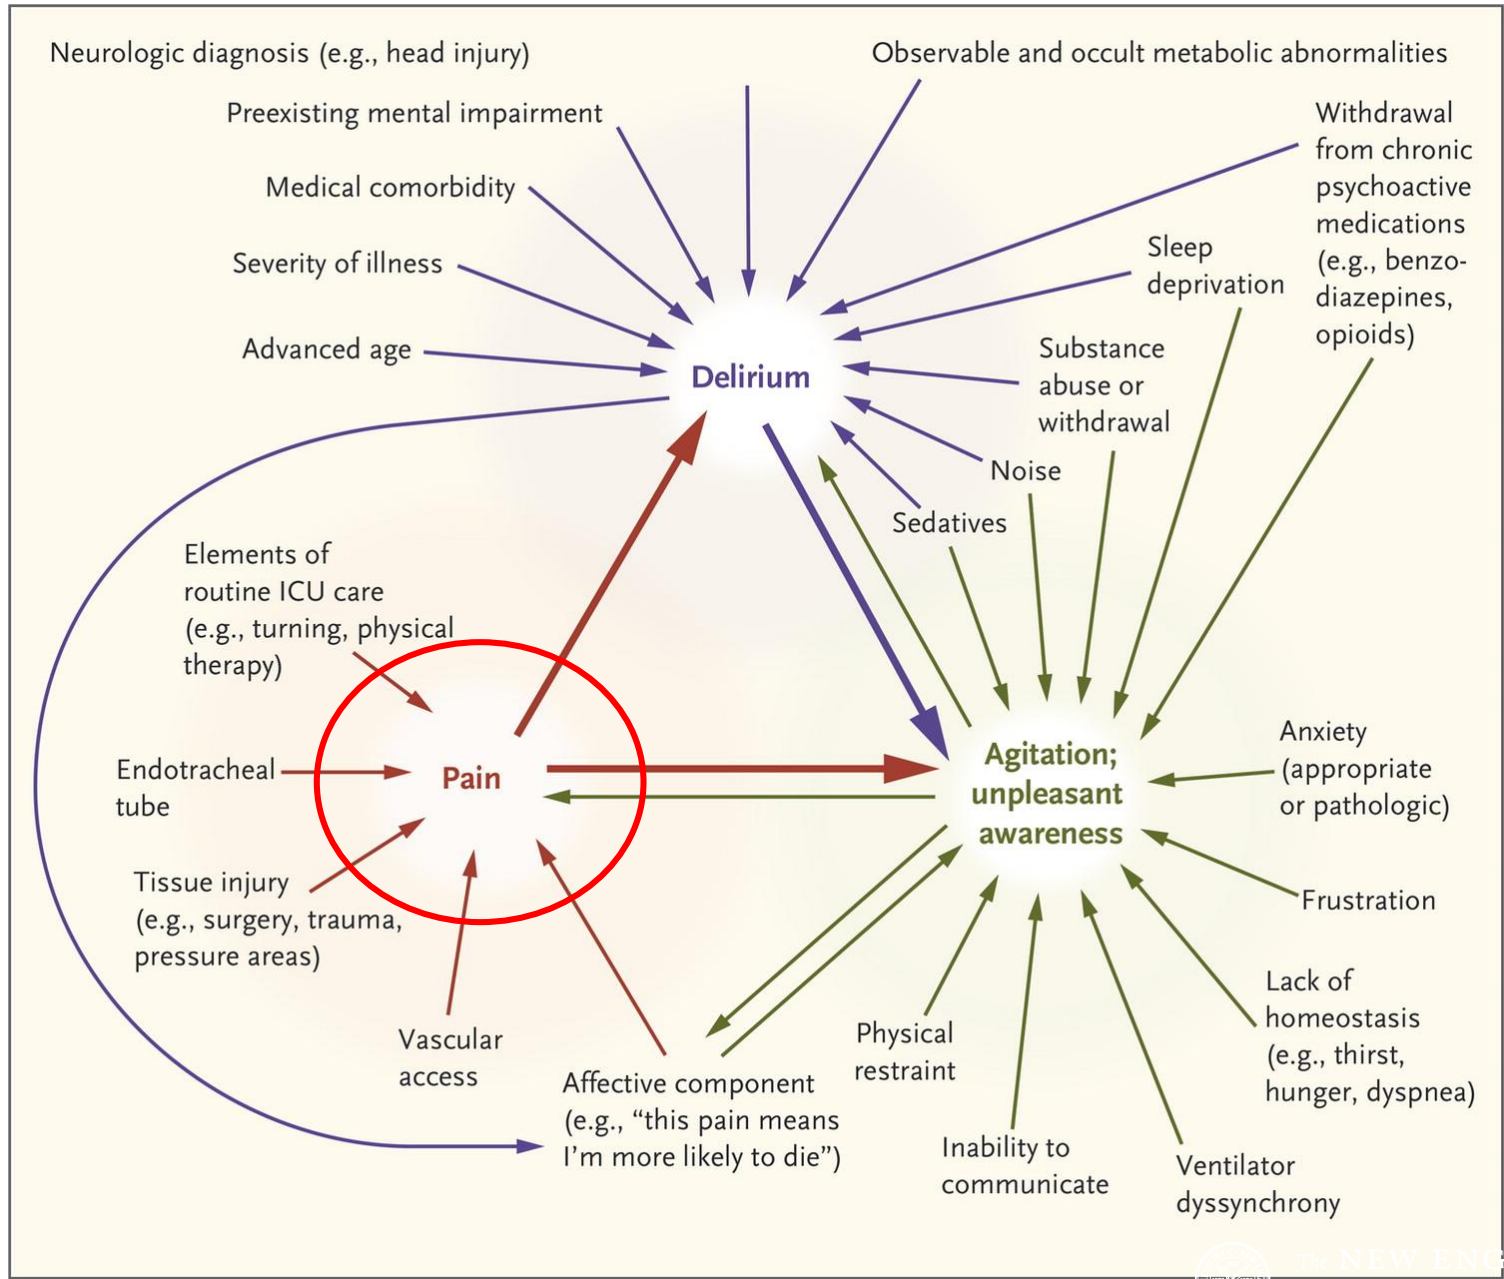 Neurologic diagnosis (e.g., head injury)
Observable and occult metabolic abnormalities
Preexisting mental impairment
Withdrawal
from chronic
psychoactive
medications
(e.g., benzo-
diazepines,
opioids)
Medical comorbidity
Sleep
deprivation
Severity of illness
Advanced age
Substance
abuse or
withdrawal
Delirium
Noise
Sedatives
Elements of
routine ICU care
(e.g., turning, physical
therapy)
Endotracheal
tube
Pain
Agitation;
unpleasant
awareness
Anxiety
(appropriate
or pathologic)
Tissue injury
(e.g., surgery, trauma,
pressure areas)
Frustration
Vascular
access
Affective component
(e.g., “this pain means
I’m more likely to die”)
Physical
restraint
Lack of
homeostasis
(e.g., thirst,
hunger, dyspnea)
Inability to
communicate
Ventilator
dyssynchrony
The NEW ENG